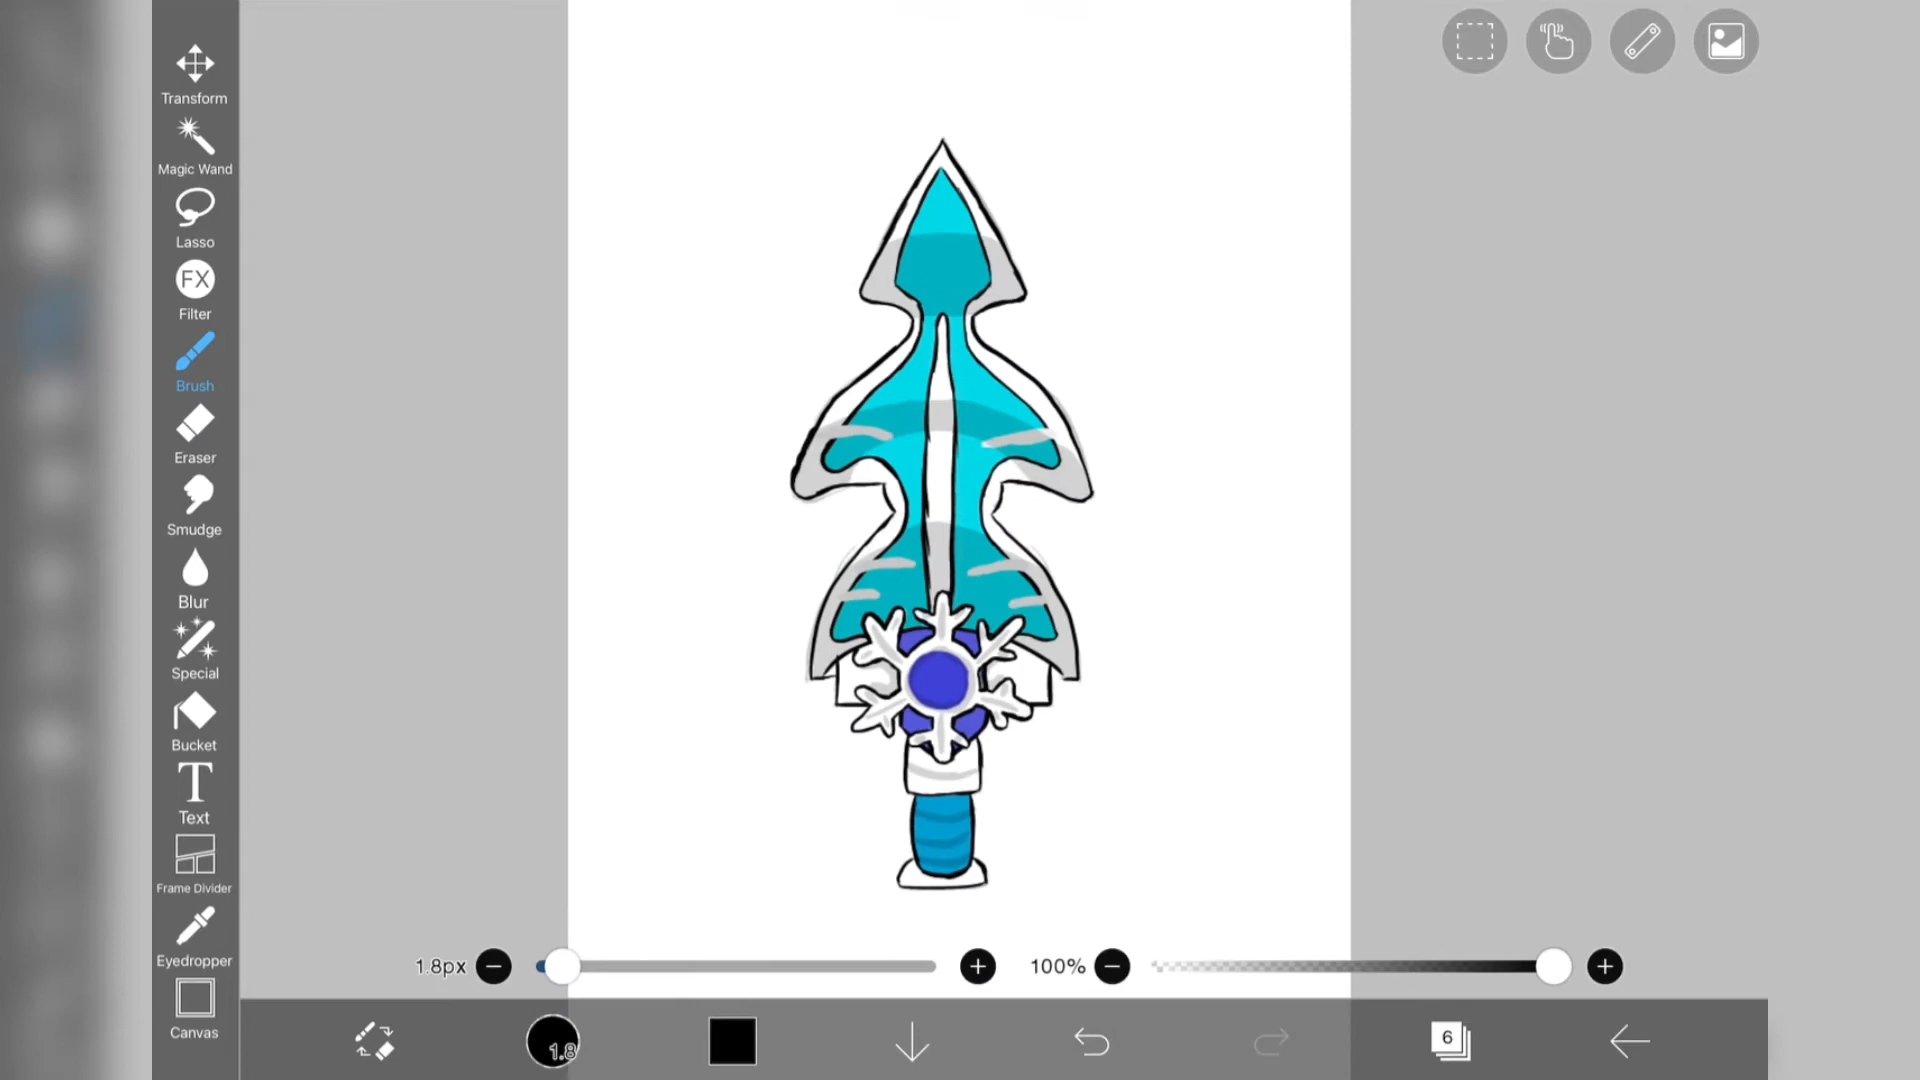 Transform
Magic Wand
Lasso
FX
Filter
Brush
Eraser
Smudge
Blur
Special
Bucket
T
Text
Frame Divider
Eyedropper
Canvas
1.8px
100%
1.8
6